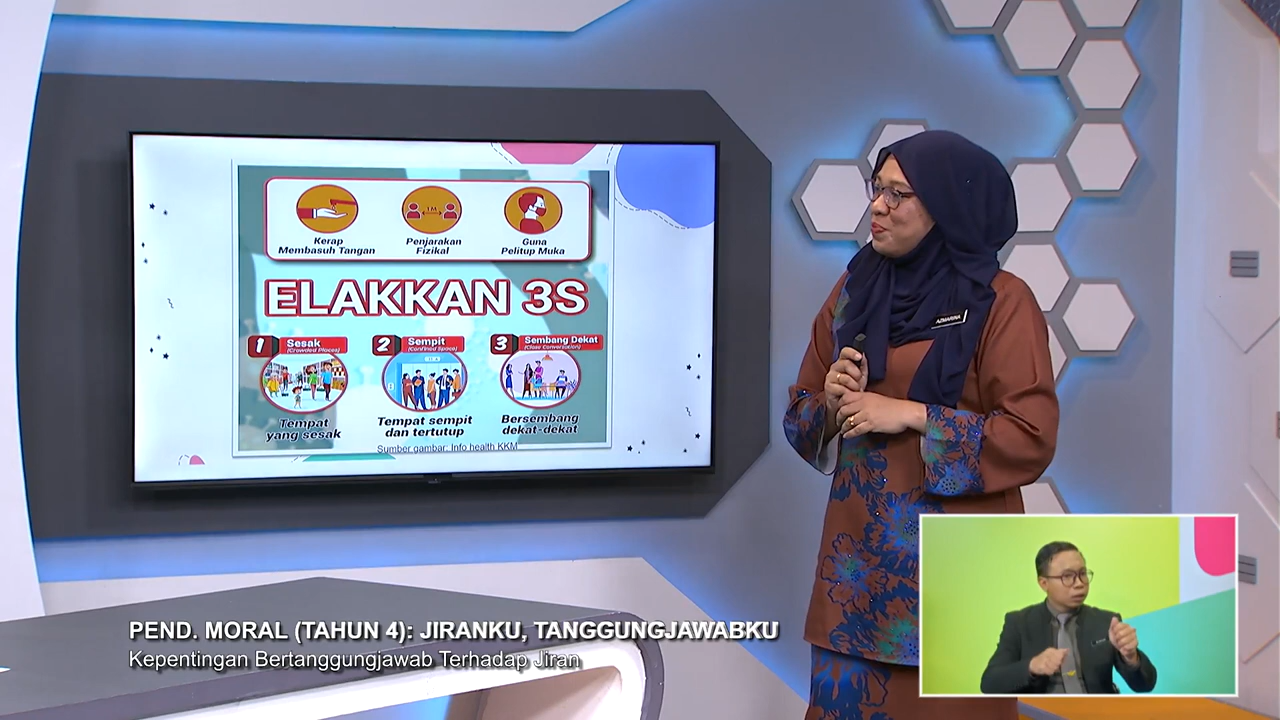 Kerap
Membasuh Tangan
1M
Penjarakan
Fizikal
Guna
Pelitup Muka
ELAKKAN 3S
1 Sesak
(Crowded Places)
Tempat
yang sesak
2 Sempit
(Confined Space)
Tempat sempit
dan tertutup
3 Sembang Dekat
(Close Conversation)
Bersembang
dekat-dekat
Sumber gambar: Info health KKM
AZMARINA
PEND. MORAL (TAHUN 4): JIRANKU, TANGGUNGJAWABKU
Kepentingan Bertanggungjawab Terhadap Jiran